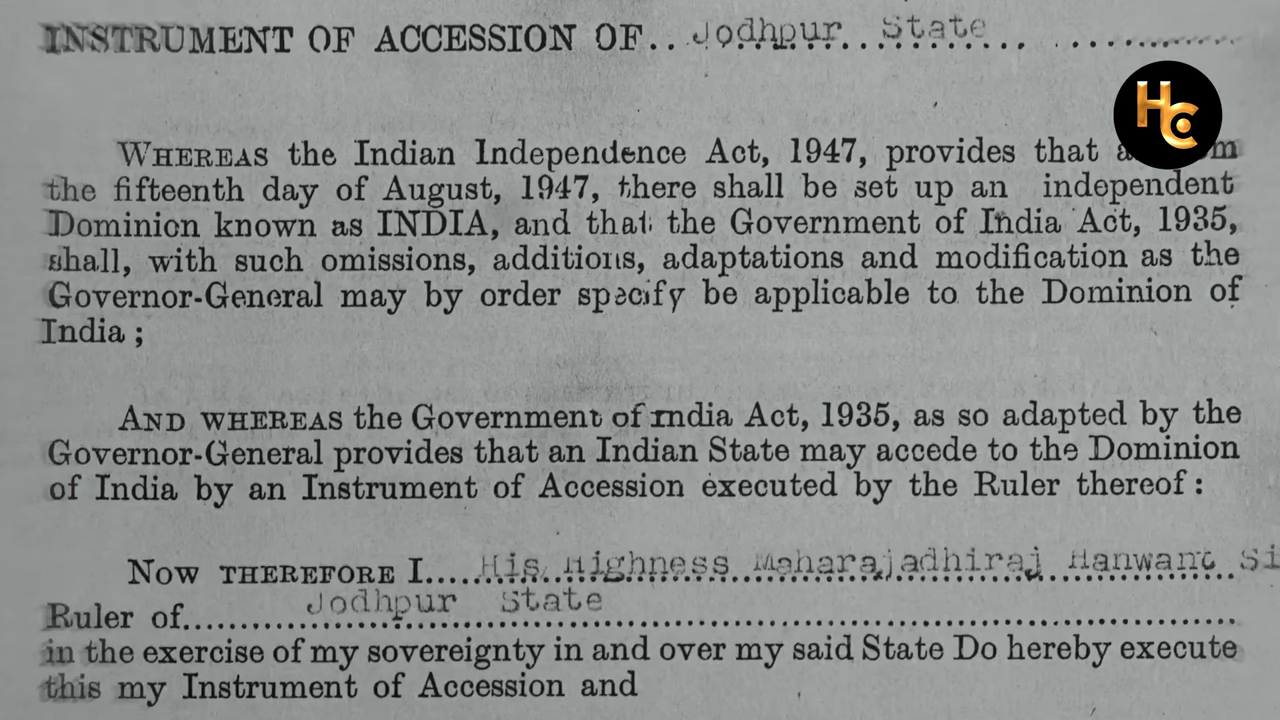 INSTRUMENT OF ACCESSION OF.. Jodhpur State
HC
WHEREAS the Indian Independence Act, 1947, provides that
the fifteenth day of August, 1947, there shall be set up an independent
Dominion known as INDIA, and that the Government of India Act, 1935,
shall, with such omissions, additions, adaptations and modification as the
Governor-General may by order specify be applicable to the Dominion of
India ;
AND WHEREAS the Government of India Act, 1935, as so adapted by the
Governor-General provides that an Indian State may accede to the Dominion
of India by an Instrument of Accession executed by the Ruler thereof :
NOW THEREFORE I..... His Highness Maharajadhiraj Hanwant
Ruler of..... Jodhpur State
in the exercise of my sovereignty in and over my said State Do hereby execute
this my Instrument of Accession and